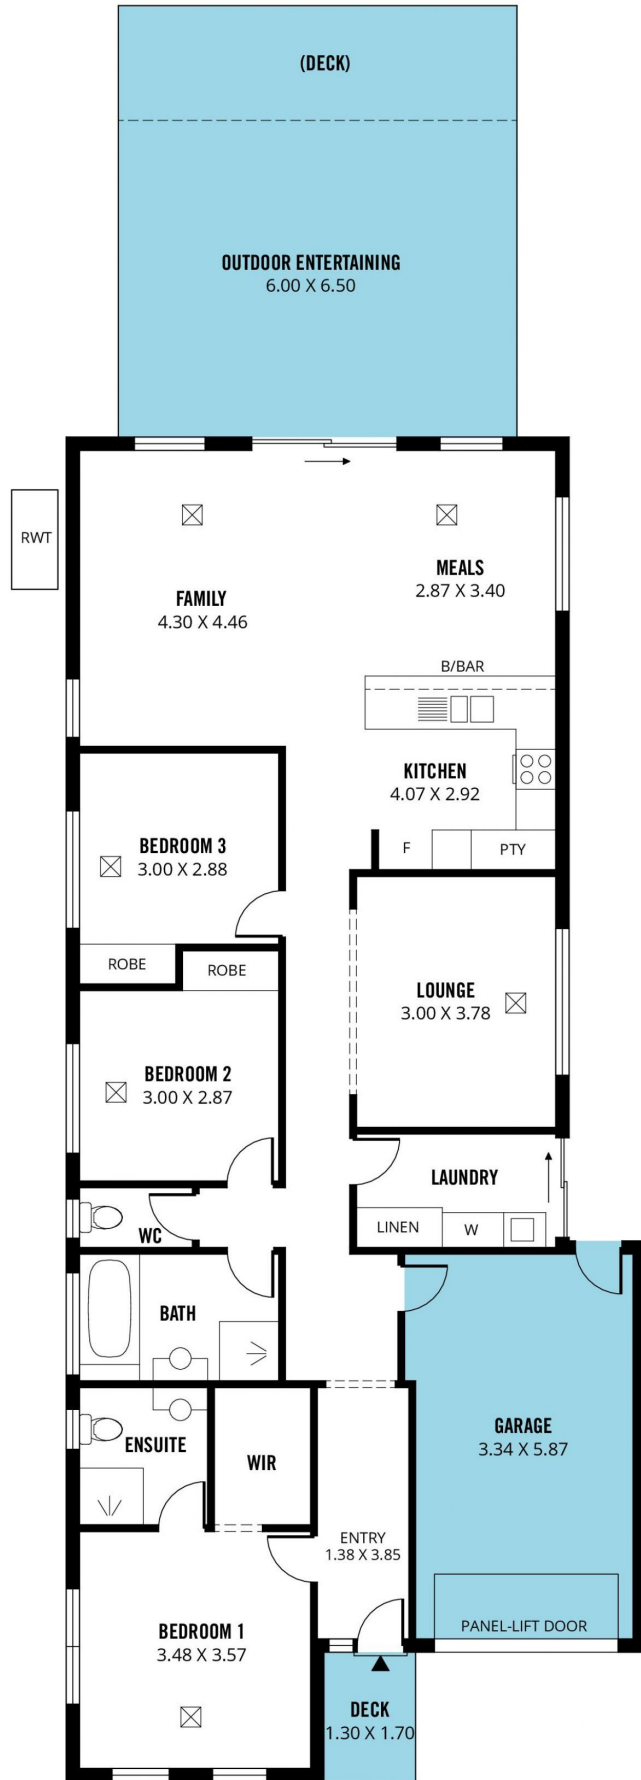 (DECK)
OUTDOOR ENTERTAINING
6.00 X 6.50
RWT
FAMILY
4.30 X 4.46
MEALS
2.87 X 3.40
B/BAR
KITCHEN
4.07 X 2.92
F
PTY
BEDROOM 3
3.00 X 2.88
ROBE
ROBE
LOUNGE
3.00 X 3.78
BEDROOM 2
3.00 X 2.87
LAUNDRY
LINEN
W
WC
BATH
ENSUITE
WIR
GARAGE
3.34 X 5.87
ENTRY
1.38 X 3.85
BEDROOM 1
3.48 X 3.57
PANEL-LIFT DOOR
DECK
1.30 X 1.70